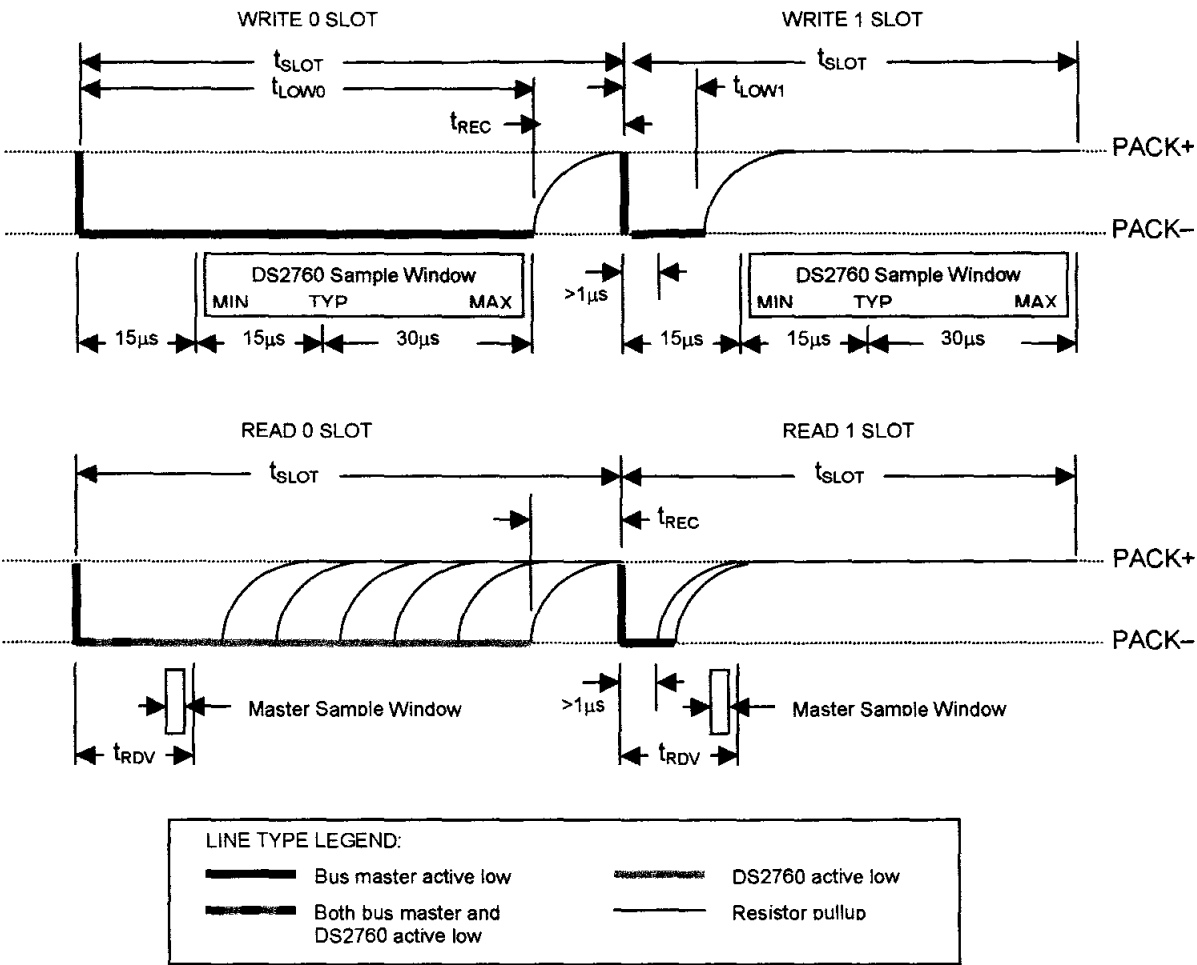 WRITE 0 SLOT WRITE 1 SLOT
tSLOT tSLOT
tLOW0 tLOW1
tREC
PACK+
PACK–
DS2760 Sample Window >1μs DS2760 Sample Window
MIN TYP MAX MIN TYP MAX
15μs 15μs 30μs 15μs 15μs 30μs
READ 0 SLOT READ 1 SLOT
tSLOT tSLOT
tREC
PACK+
PACK–
Master Sample Window >1μs Master Sample Window
tRDV tRDV
LINE TYPE LEGEND:
Bus master active low DS2760 active low
Both bus master and Resistor pullup
DS2760 active low